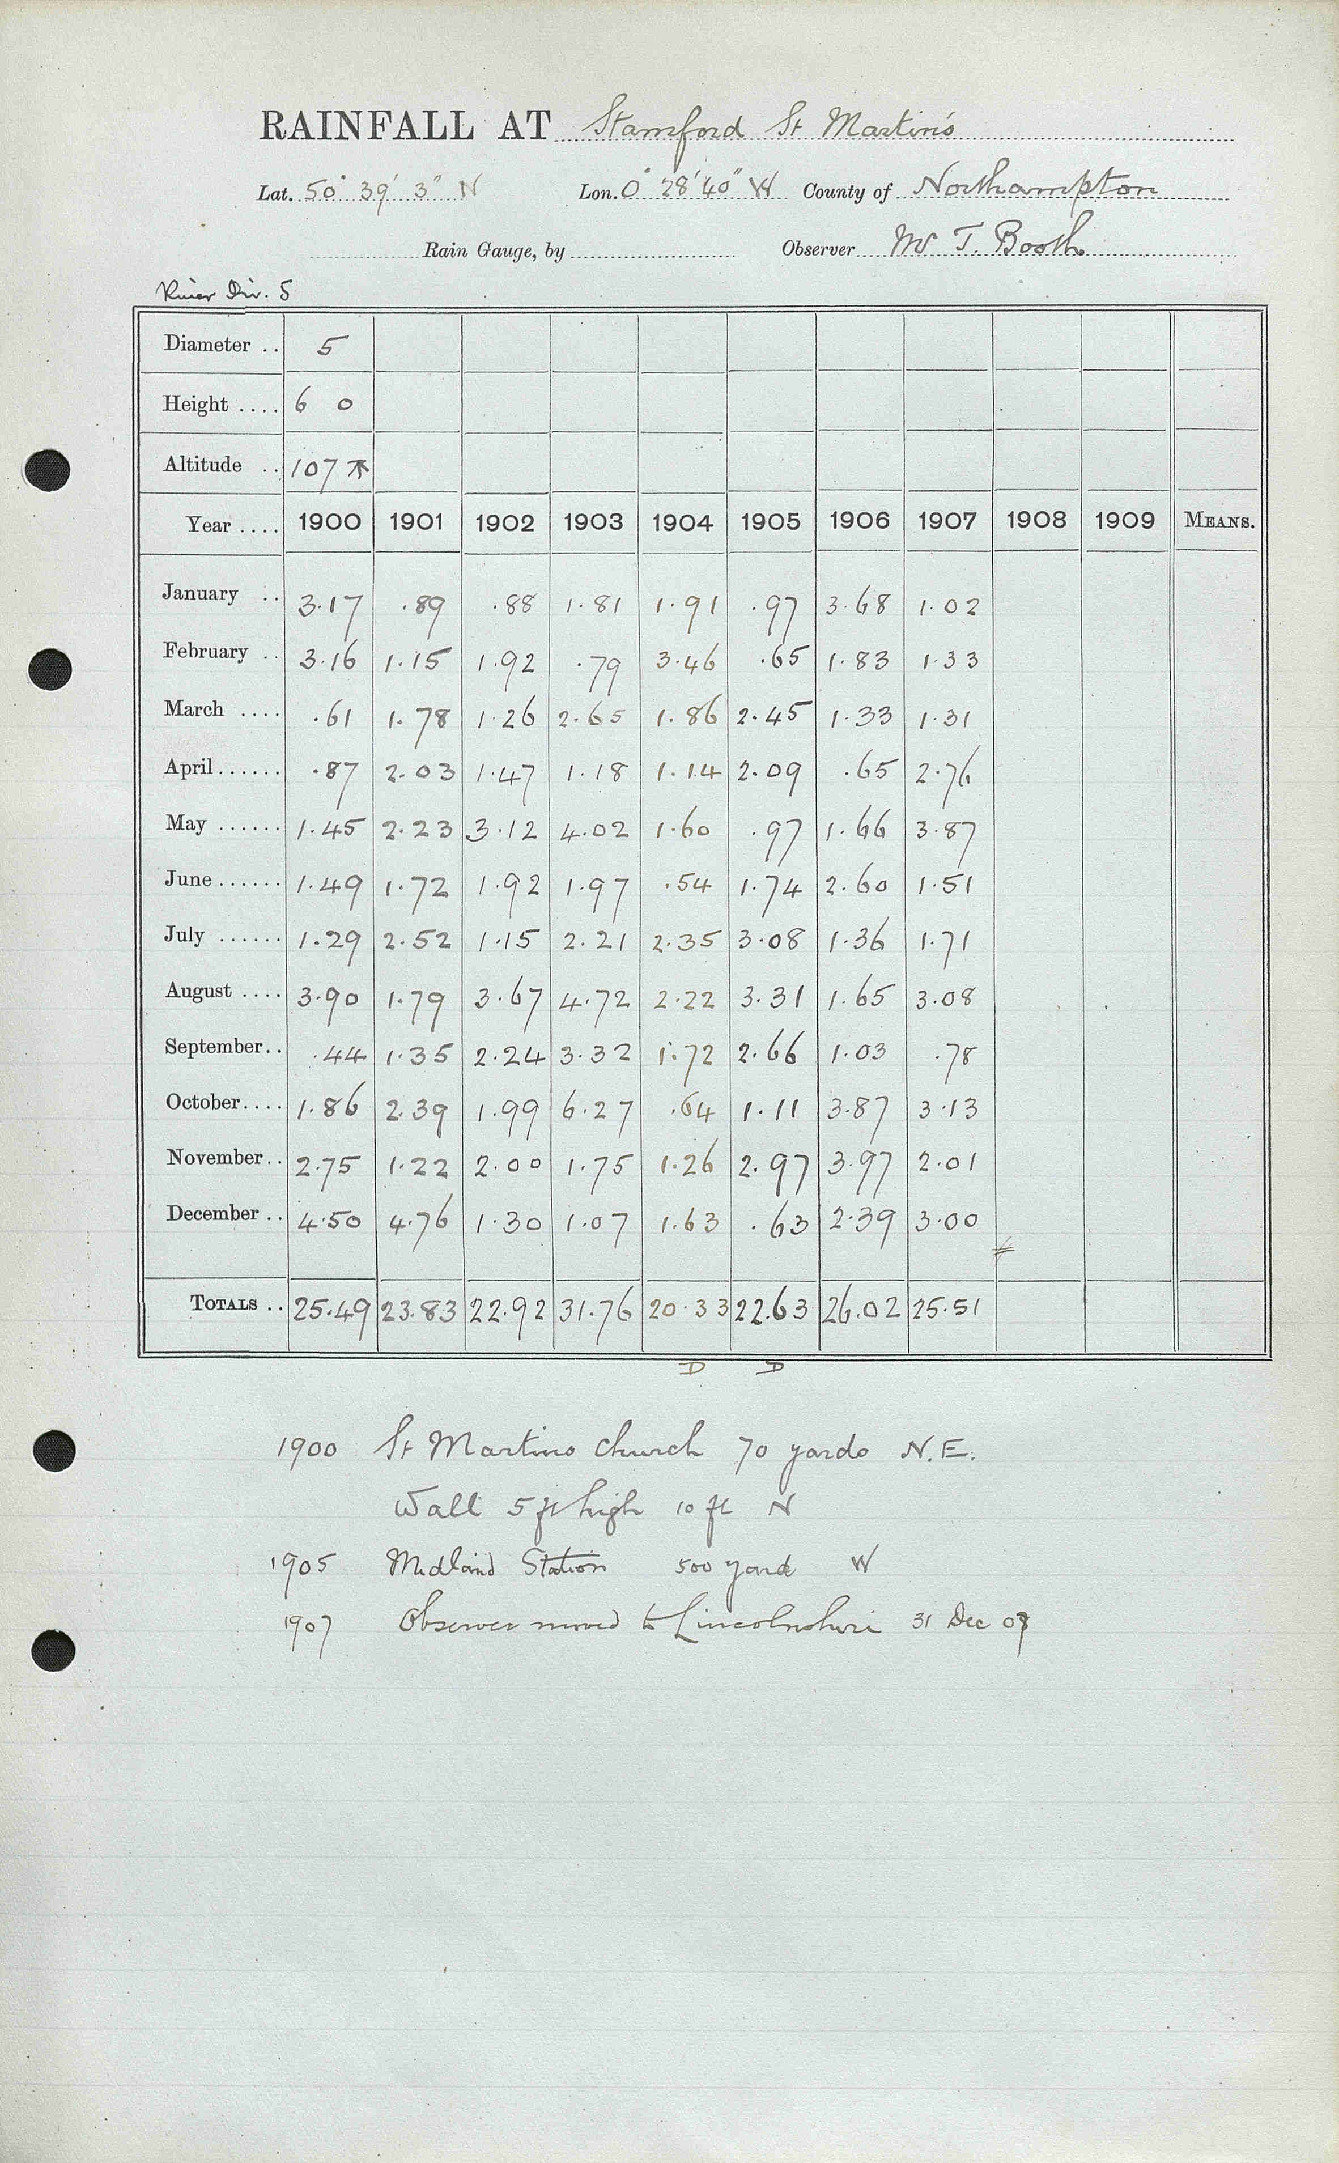 RAINFALL AT Stamford St Martin's
Lat. 50° 39' 3" N Lon. 0° 28' 40" W County of Northampton
Rain Gauge, by Observer Mr T. Booth
River Div. 5
Diameter .. 5
Height .... 6 0
Altitude .. 107
Year .... 1900 1901 1902 1903 1904 1905 1906 1907 1908 1909 MEANS.
January .. 3.17 .89 .88 1.81 1.91 .97 3.68 1.02
February .. 3.16 1.15 1.92 .79 3.46 .65 1.83 1.33
March .... .61 1.78 1.26 2.65 1.86 2.45 1.33 1.31
April...... .87 2.03 1.47 1.18 1.14 2.09 .65 2.76
May ...... 1.45 2.23 3.12 4.02 1.60 .97 1.66 3.87
June...... 1.49 1.72 1.92 1.97 .54 1.74 2.60 1.51
July ...... 1.29 2.52 1.15 2.21 2.35 3.08 1.36 1.71
August .... 3.90 1.79 3.67 4.72 2.22 3.31 1.65 3.08
September.. .44 1.35 2.24 3.32 1.72 2.66 1.03 .78
October.... 1.86 2.39 1.99 6.27 .64 1.11 3.87 3.13
November.. 2.75 1.22 2.00 1.75 1.26 2.97 3.97 2.01
December .. 4.50 4.76 1.30 1.07 1.63 .63 2.39 3.00
TOTALS .. 25.49 23.83 22.92 31.76 20.33 22.63 26.02 25.51
D D
1900 St Martins church 70 yards N.E.
Wall 5 ft high 10 ft N
1905 Midland Station 500 yard W
1907 Observer moved to Lincolnshire 31 Dec